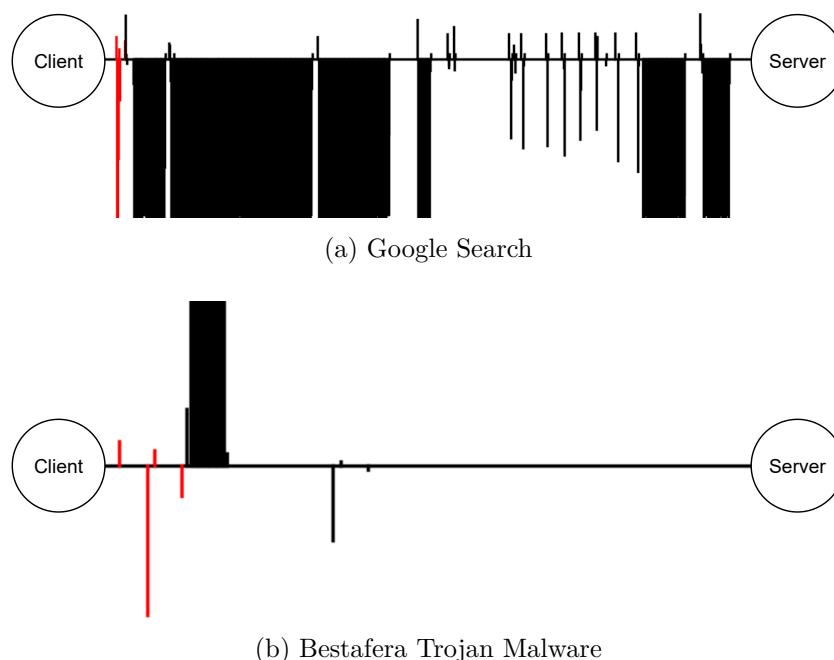 Client
Server
(a) Google Search
Client
Server
(b) Bestafera Trojan Malware